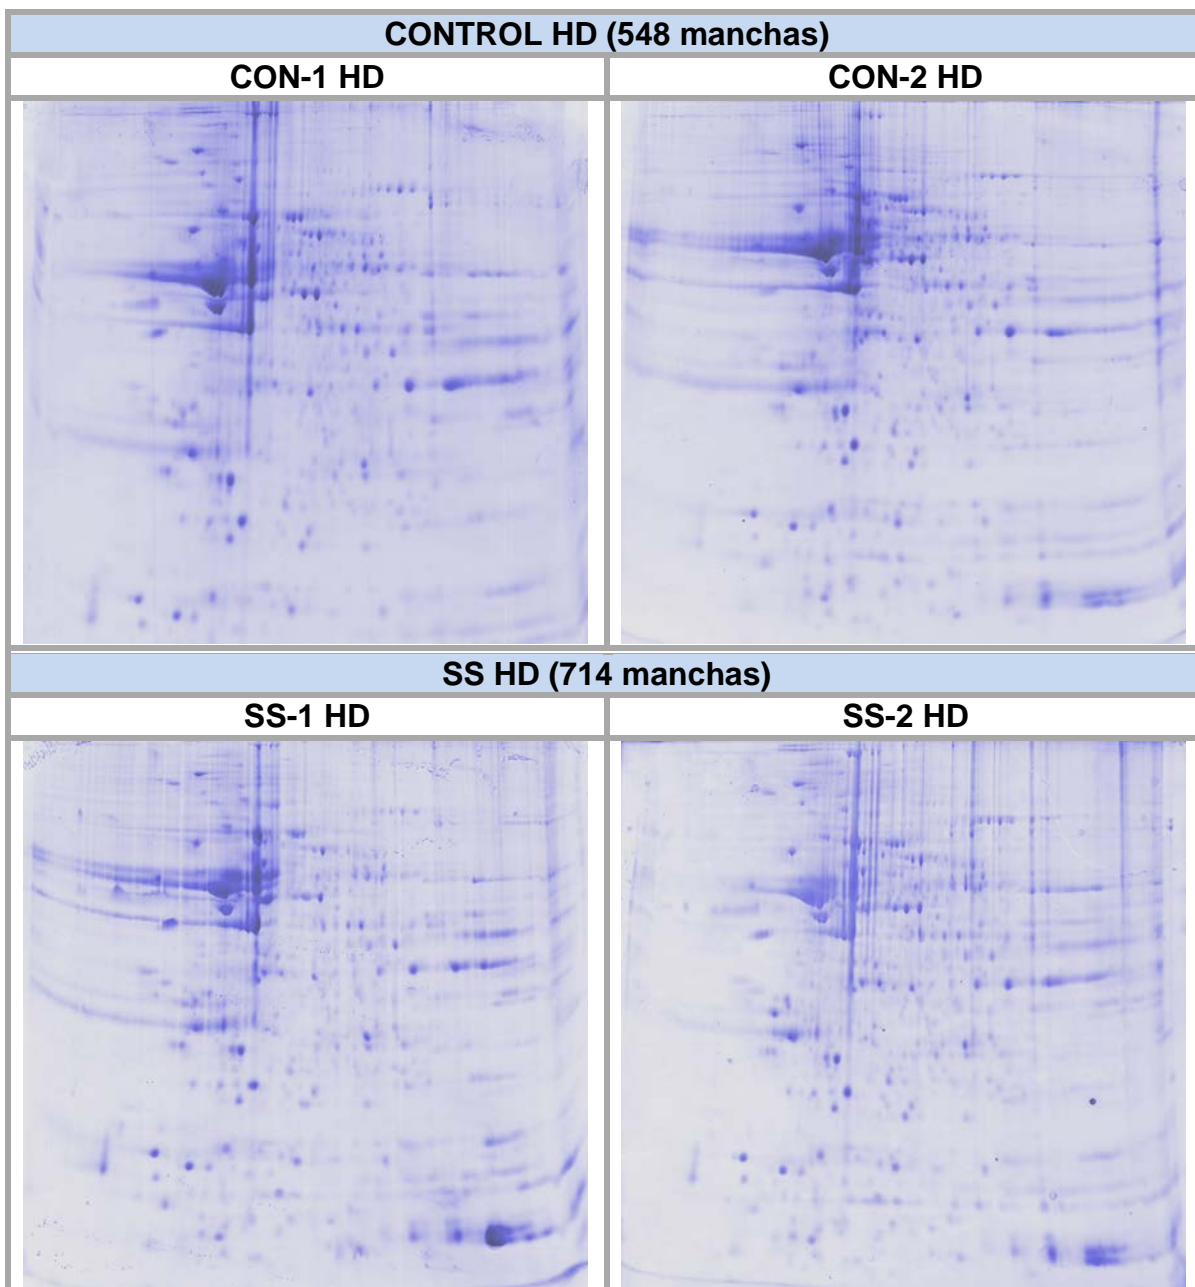 CONTROL HD (548 manchas)
CON-1 HD
CON-2 HD
SS HD (714 manchas)
SS-1 HD
SS-2 HD